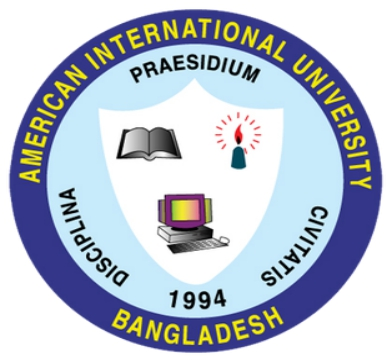 AMERICAN INTERNATIONAL UNIVERSITY
PRAESIDIUM
DISCIPLINA
CIVITATIS
1994
BANGLADESH